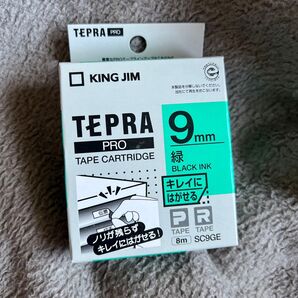 TEPRA PRO
KING JIM
TEPRA
PRO
TAPE CARTRIDGE
9mm
緑
BLACK INK
キレイに
はがせる
ノリが残らず
キレイにはがせる!
P R
TAPE TAPE
8m SC9GE